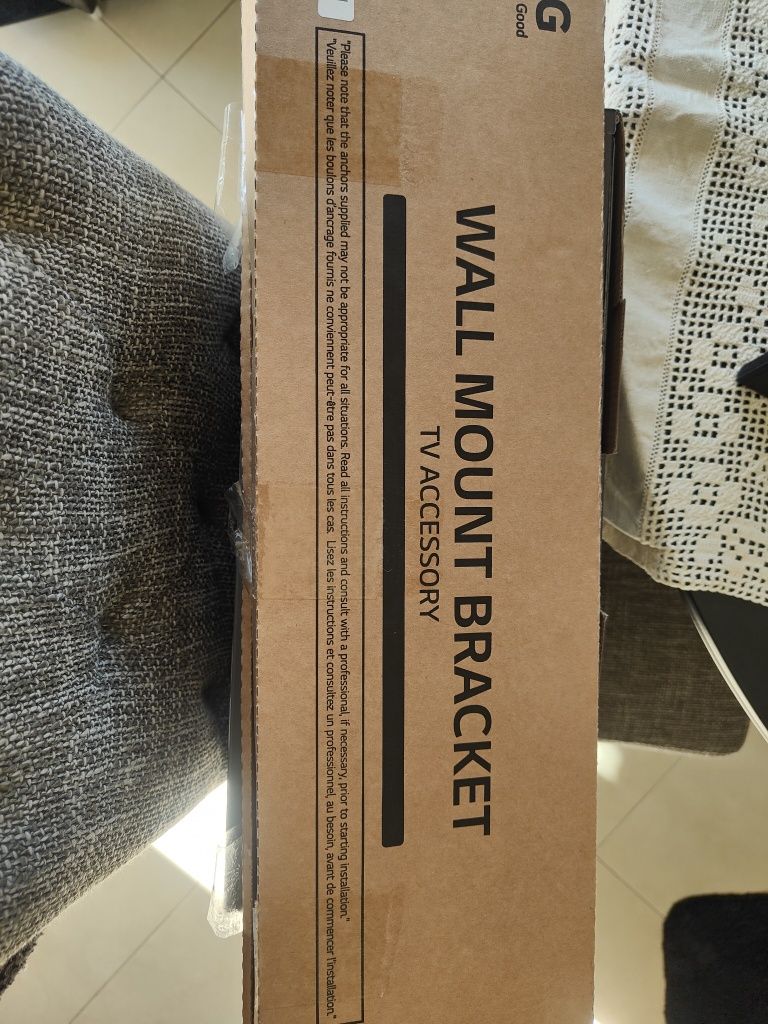 G
Good
WALL MOUNT BRACKET
TV ACCESSORY
"Please note that the anchors supplied may not be appropriate for all situations. Read all instructions and consult with a professional, if necessary, prior to starting installation."
"Veuillez noter que les boulons d'ancrage fournis ne conviennent peut-être pas dans tous les cas. Lisez les instructions et consultez un professionnel, au besoin, avant de commencer l'installation."